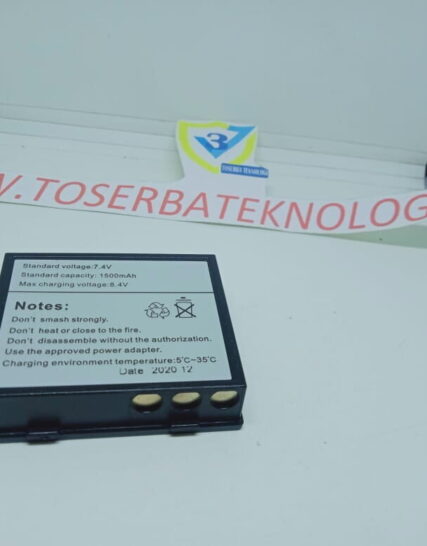 37
TOSERBA TEKNOLOGI
W.TOSERBATEKNOLOG
Standard voltage:7.4V
Standard capacity: 1500mAh
Max.charging voltage:8.4V
Notes:
Don't smash strongly.
Don't heat or close to the fire.
Don't disassemble without the authorization.
Use the approved power adapter.
Charging environment temperature:5℃~35℃
Date 2020 12